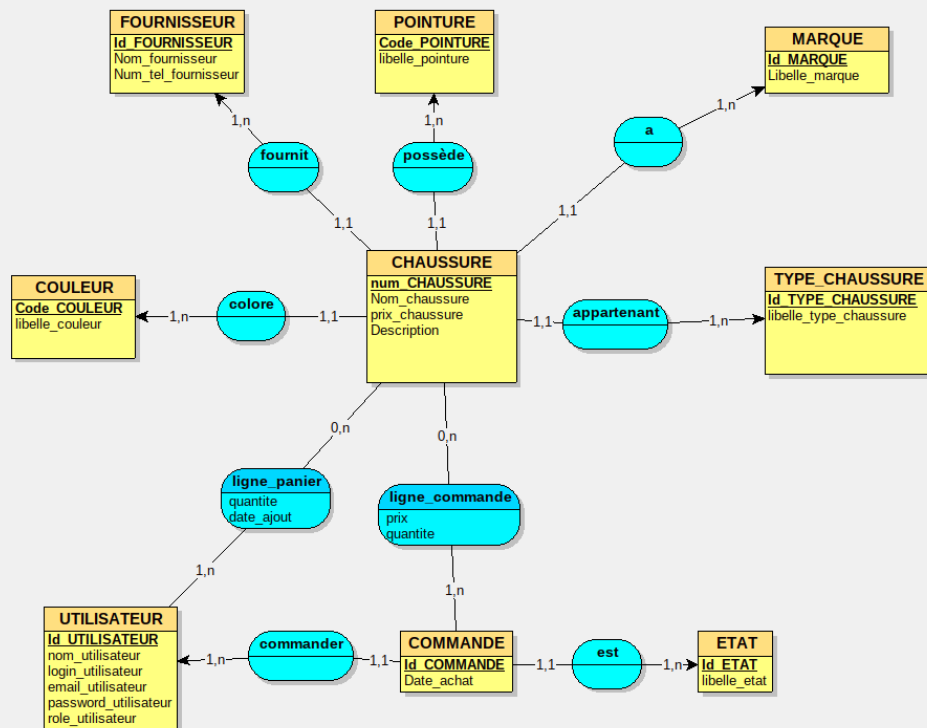 FOURNISSEUR
Id_FOURNISSEUR
Nom_fournisseur
Num_tel_fournisseur
POINTURE
Code_POINTURE
libelle_pointure
MARQUE
Id_MARQUE
Libelle_marque
1,n
1,n
1,n
fournit
possède
a
1,1
1,1
1,1
COULEUR
Code_COULEUR
libelle_couleur
1,n
colore
1,1
CHAUSSURE
num_CHAUSSURE
Nom_chaussure
prix_chaussure
Description
1,1
appartenant
1,n
TYPE_CHAUSSURE
Id_TYPE_CHAUSSURE
libelle_type_chaussure
0,n
0,n
ligne_panier
quantite
date_ajout
ligne_commande
prix
quantite
1,n
1,n
UTILISATEUR
Id_UTILISATEUR
nom_utilisateur
login_utilisateur
email_utilisateur
password_utilisateur
role_utilisateur
1,n
commander
1,1
COMMANDE
Id_COMMANDE
Date_achat
1,1
est
1,n
ETAT
Id_ETAT
libelle_etat